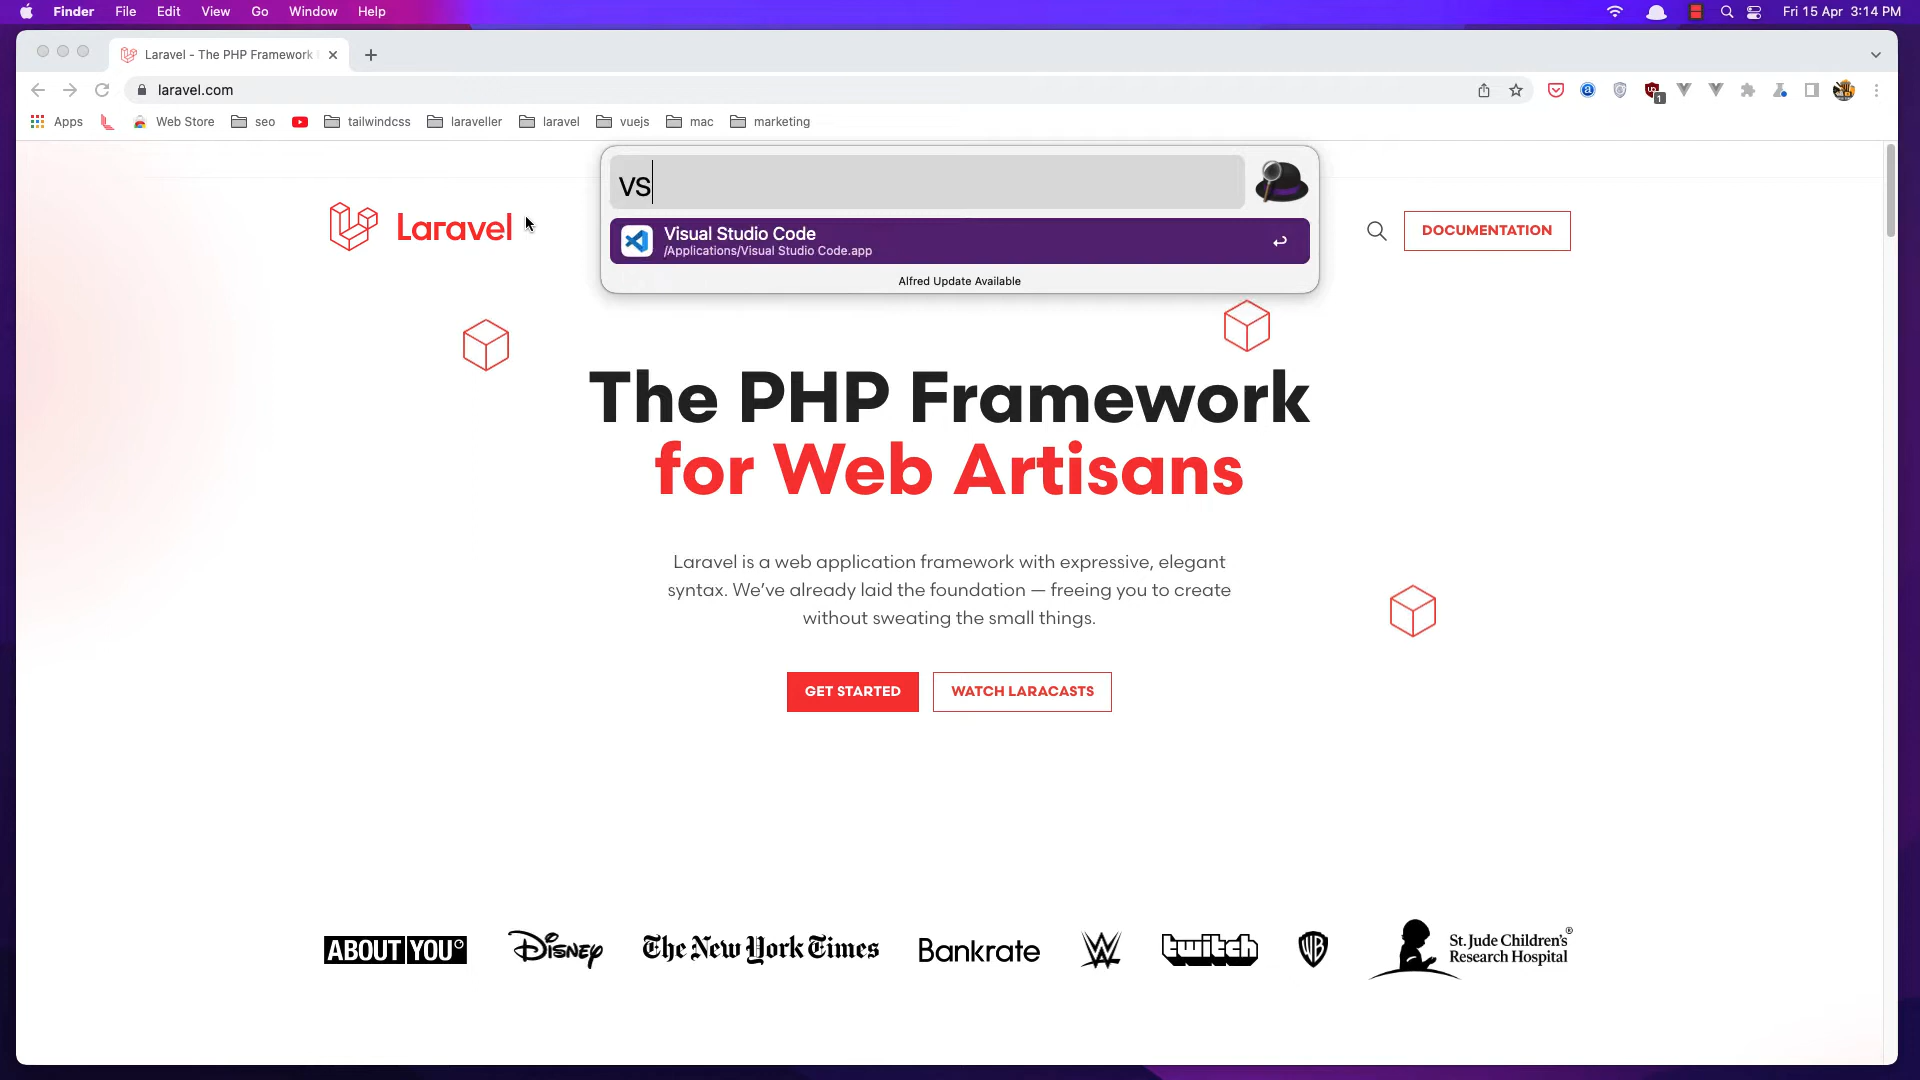 Finder File Edit View Go Window Help
Fri 15 Apr 3:14 PM
Laravel - The PHP Framework
laravel.com
1
Apps Web Store seo tailwindcss laraveller laravel vuejs mac marketing
vs
Visual Studio Code
/Applications/Visual Studio Code.app
Alfred Update Available
Laravel
DOCUMENTATION
The PHP Framework
for Web Artisans
Laravel is a web application framework with expressive, elegant
syntax. We’ve already laid the foundation — freeing you to create
without sweating the small things.
GET STARTED
WATCH LARACASTS
ABOUT YOU
Disney
The New York Times
Bankrate
W
twitch
WB
St. Jude Children's®
Research Hospital